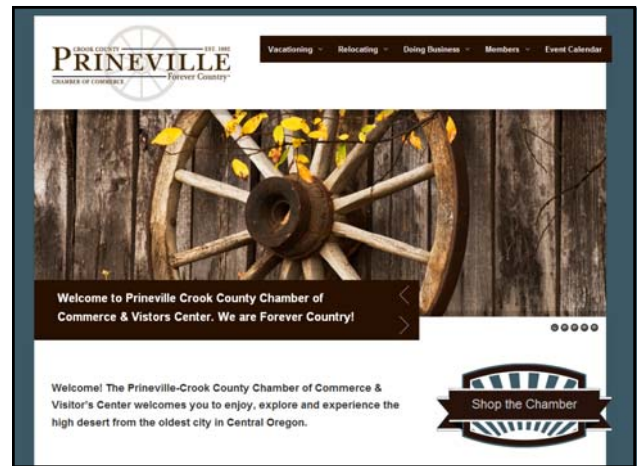 CROOK COUNTY EST. 1882
PRINEVILLE
CHAMBER OF COMMERCE Forever Country
Vacationing Relocating Doing Business Members Event Calendar
Welcome to Prineville Crook County Chamber of
Commerce & Vistors Center. We are Forever Country!
Welcome! The Prineville-Crook County Chamber of Commerce &
Visitor's Center welcomes you to enjoy, explore and experience the
high desert from the oldest city in Central Oregon.
Shop the Chamber